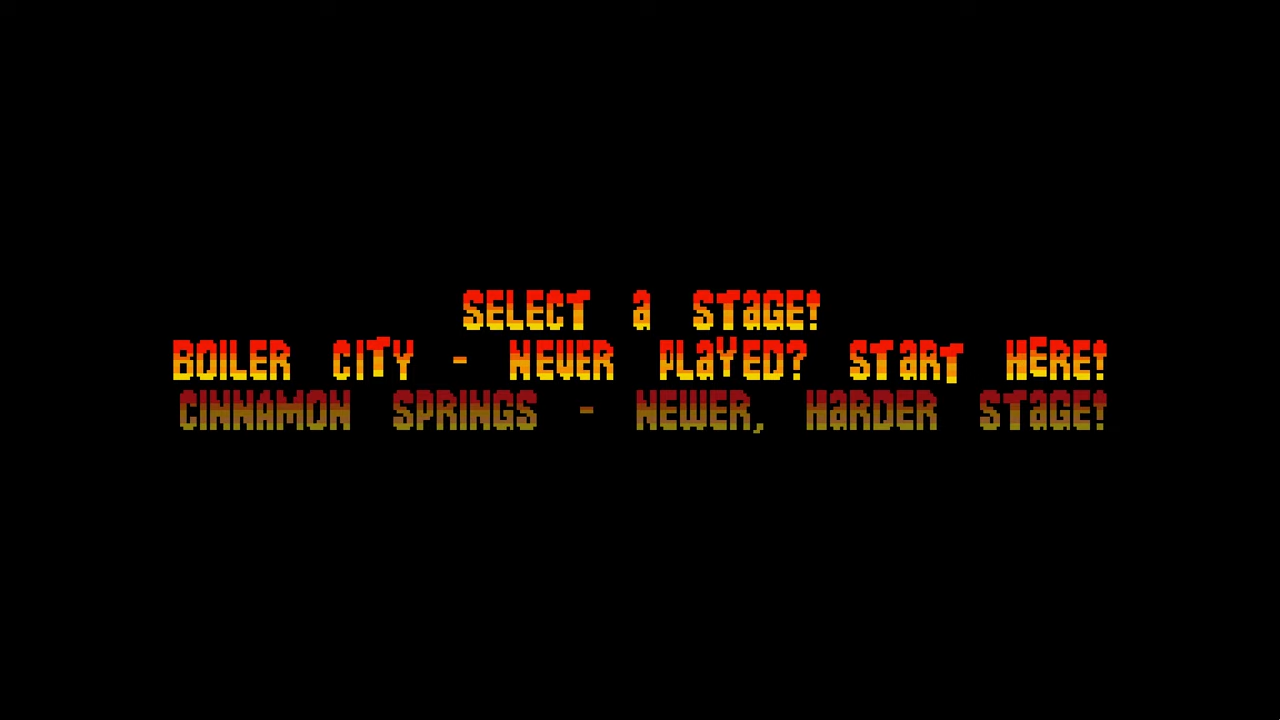 SELECT a STaGE!
BOILER CITY - NEVER PLaYED? STaRT HERE!
CINNAMON SPRINGS - NEWER, HaRDER STaGE!